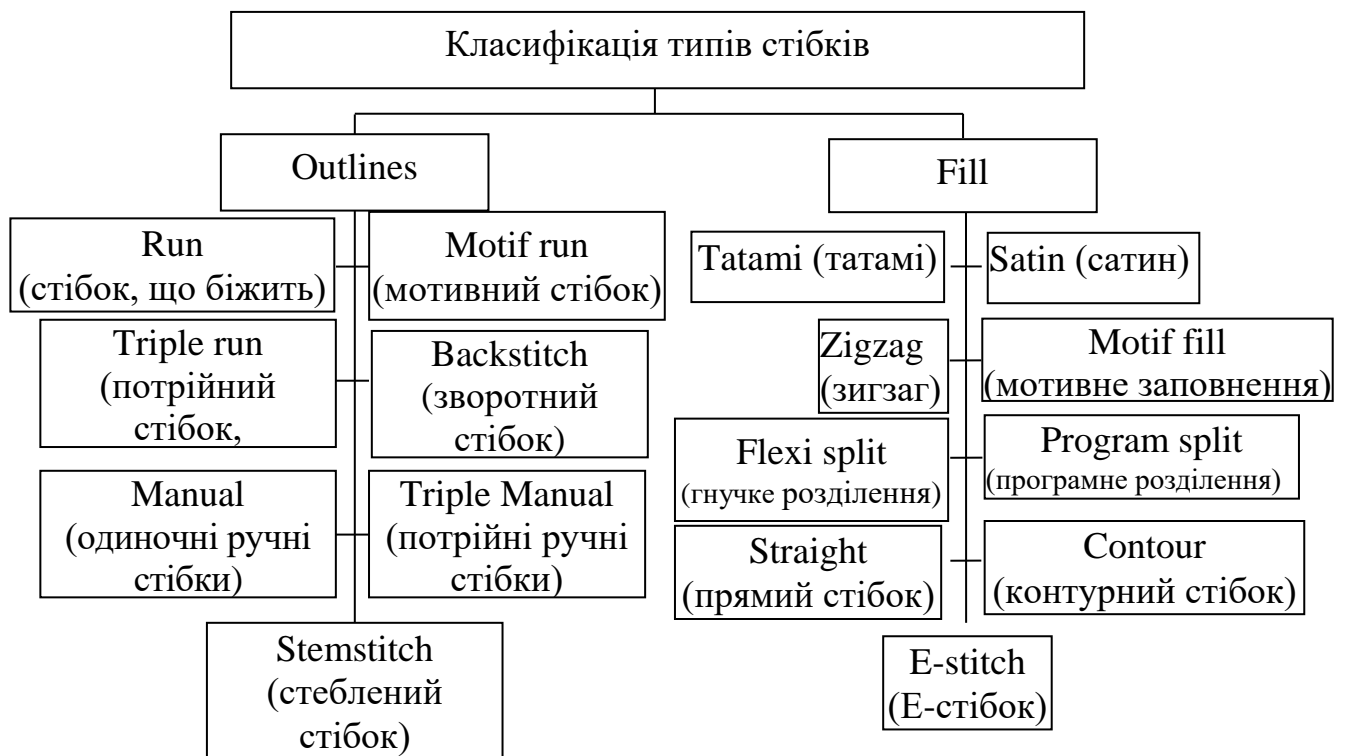 Класифікація типів стібків
Outlines
Fill
Run
(стібок, що біжить)
Motif run
(мотивний стібок)
Tatami (татамі)
Satin (сатин)
Triple run
(потрійний
стібок,
Backstitch
(зворотний
стібок)
Zigzag
(зигзаг)
Motif fill
(мотивне заповнення)
Flexi split
(гнучке розділення)
Program split
(програмне розділення)
Manual
(одиночні ручні
стібки)
Triple Manual
(потрійні ручні
стібки)
Straight
(прямий стібок)
Contour
(контурний стібок)
Stemstitch
(стеблений
стібок)
E-stitch
(Е-стібок)